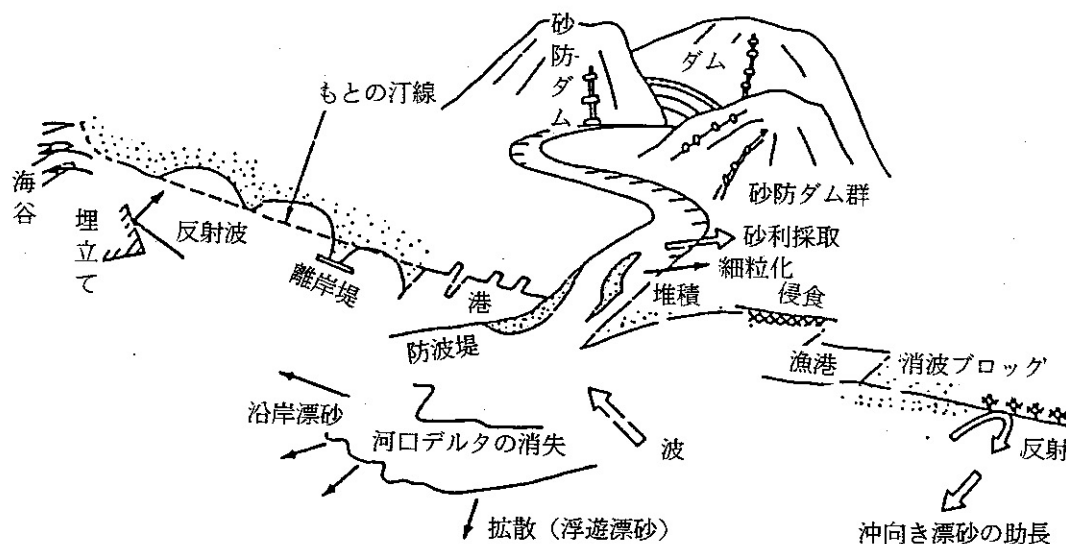 砂防ダム
ダム
もとの汀線
砂防ダム群
海谷
埋立て
反射波
砂利採取
細粒化
離岸堤
港
堆積
侵食
防波堤
漁港
消波ブロッグ
沿岸漂砂
河口デルタの消失
波
反射
拡散（浮遊漂砂）
沖向き漂砂の助長